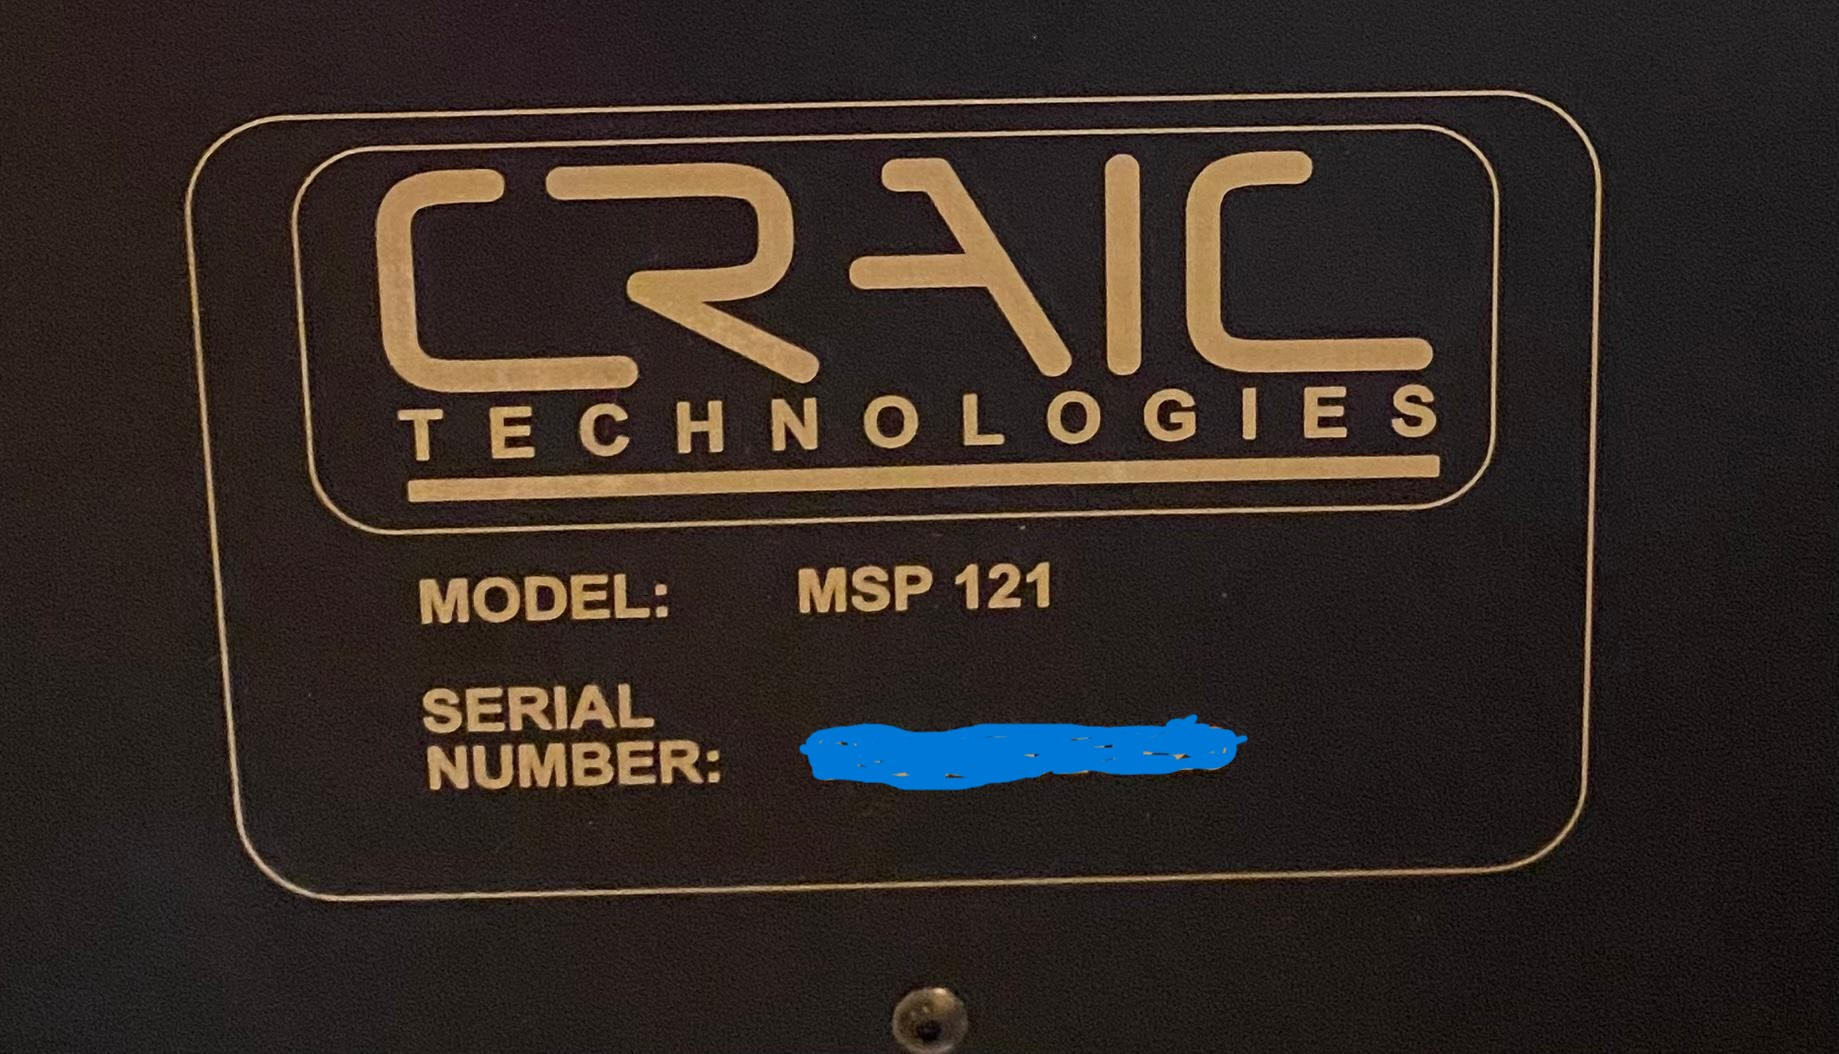 CRAIC
TECHNOLOGIES
MODEL: MSP 121
SERIAL
NUMBER: